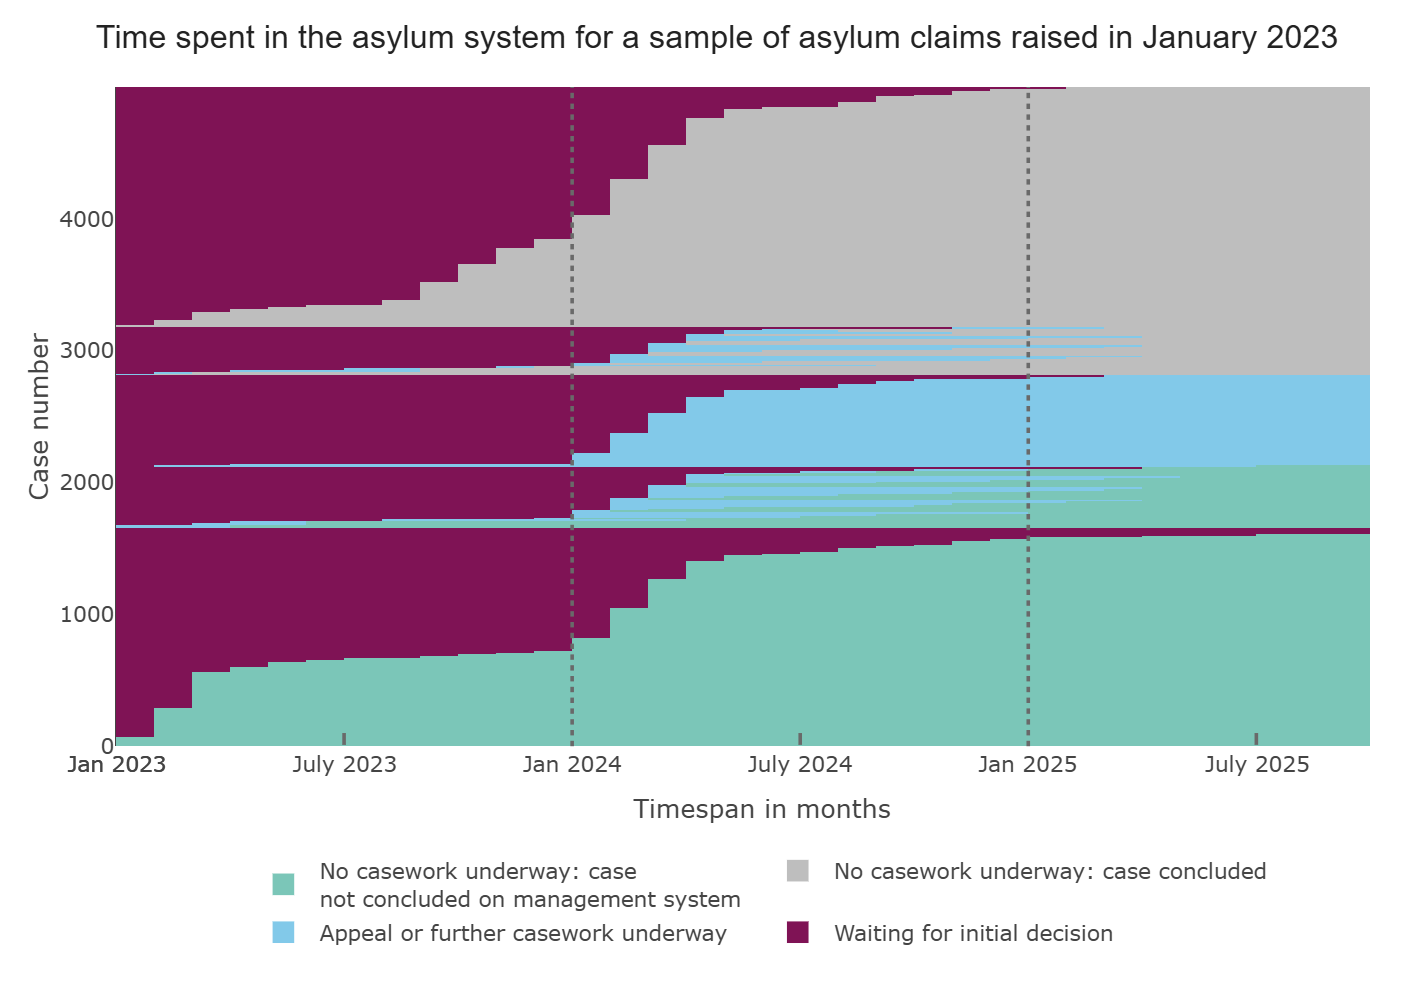 Time spent in the asylum system for a sample of asylum claims raised in January 2023
Case number
4000
3000
2000
1000
0
Jan 2023
July 2023
Jan 2024
July 2024
Jan 2025
July 2025
Timespan in months
No casework underway: case
not concluded on management system
No casework underway: case concluded
Appeal or further casework underway
Waiting for initial decision